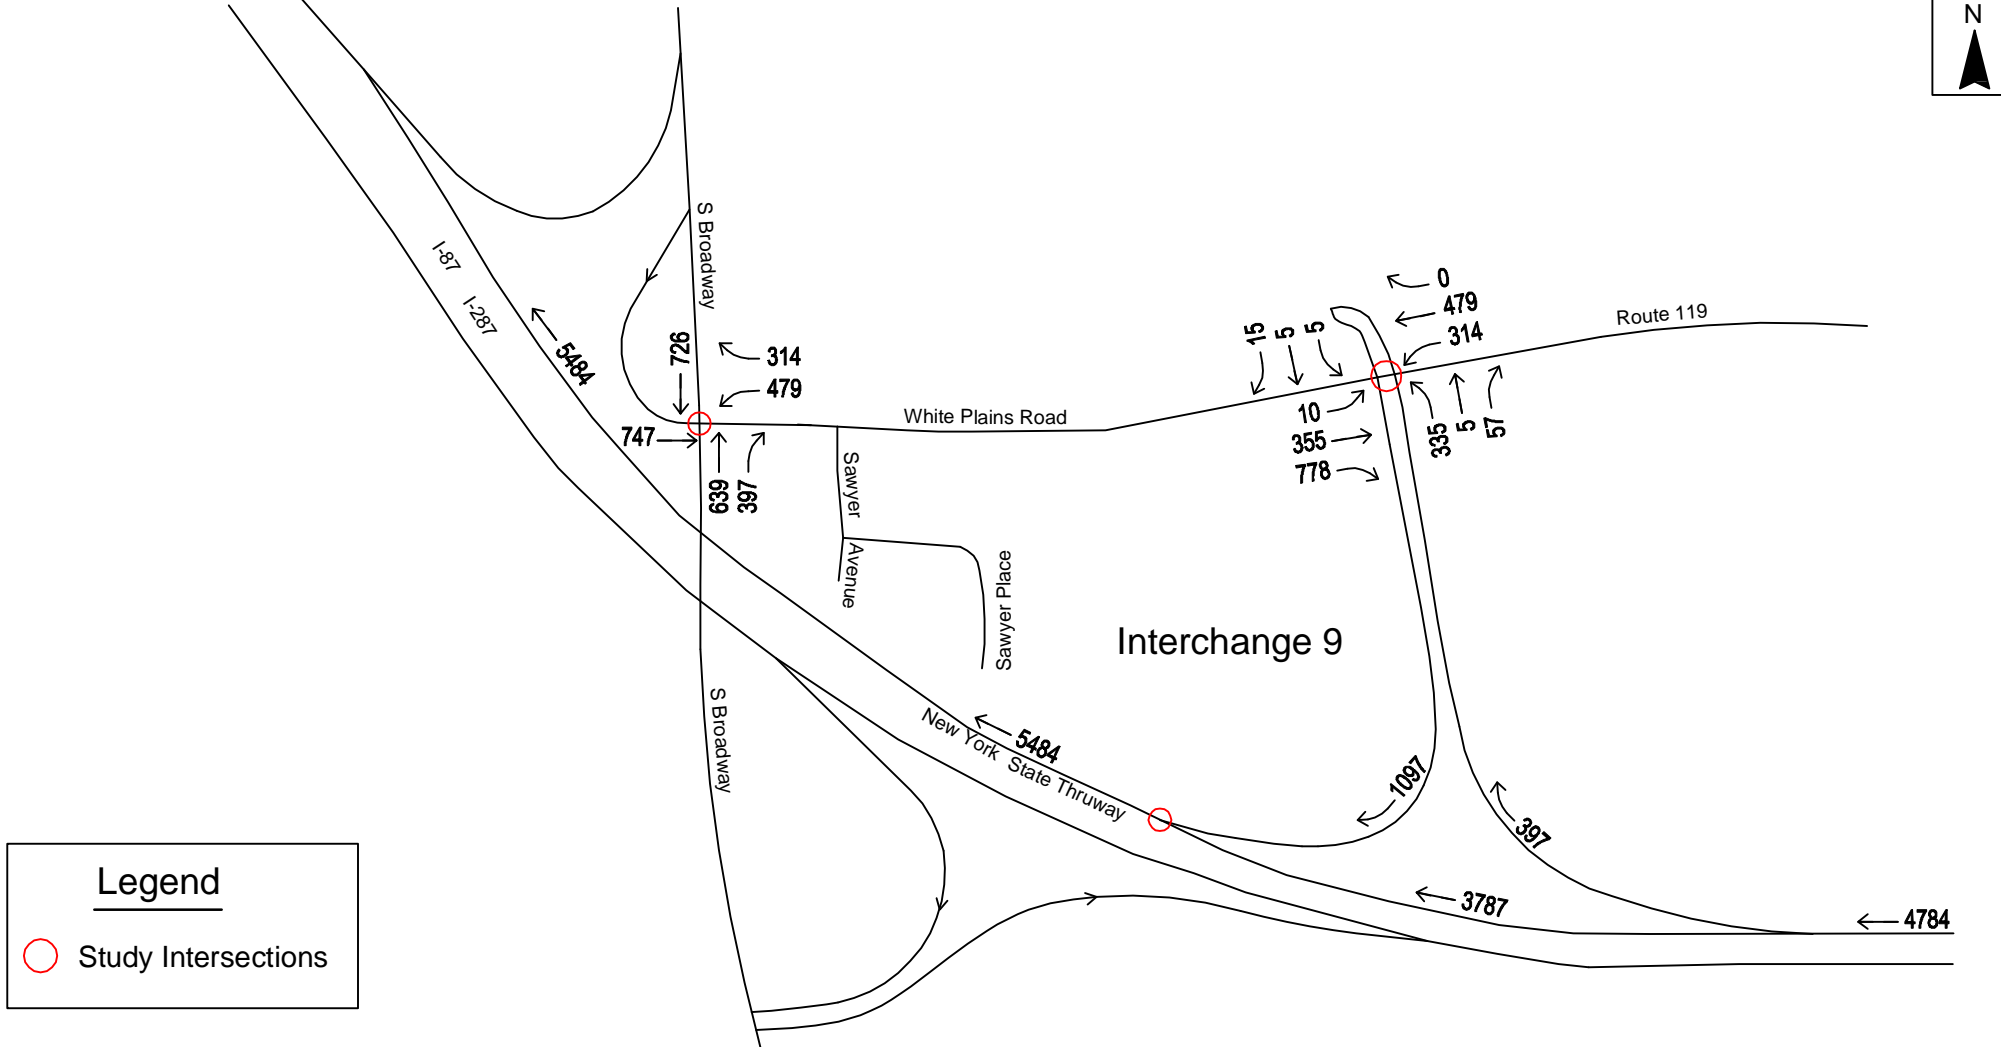 N
I-87
I-287
S Broadway
5484
726
314
479
747
639
397
White Plains Road
Sawyer
Avenue
Sawyer Place
15
5
5
0
479
314
Route 119
10
355
778
335
5
57
Interchange 9
S Broadway
5484
New York State Thruway
1097
397
3787
4784
Legend
Study Intersections